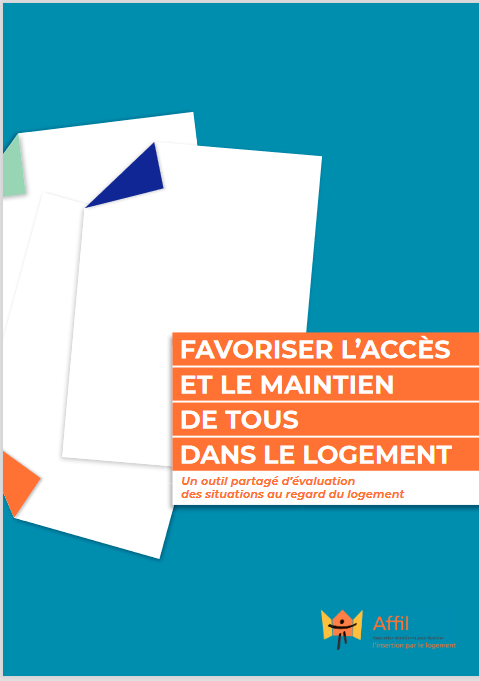 FAVORISER L'ACCÈS
ET LE MAINTIEN
DE TOUS
DANS LE LOGEMENT
Un outil partagé d'évaluation
des situations au regard du logement
Affil
l'insertion par le logement